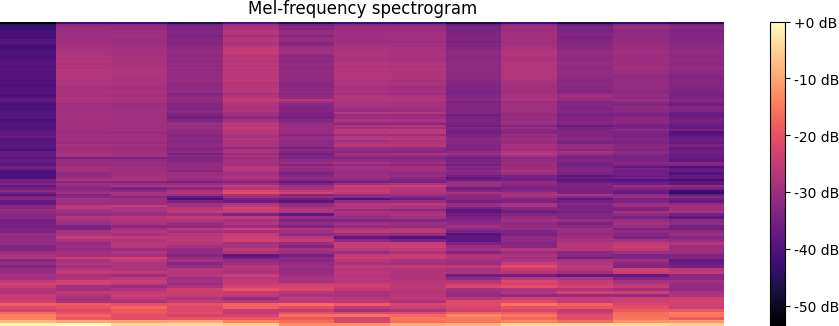 Mel-frequency spectrogram
+0 dB
-10 dB
-20 dB
-30 dB
-40 dB
-50 dB